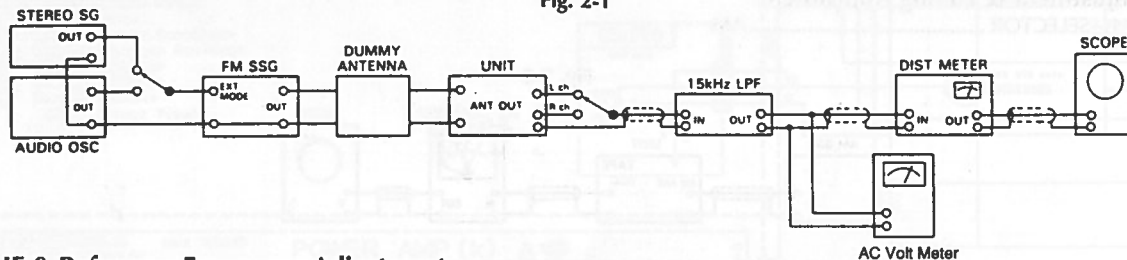 Fig. 2-1
SELECTOR
STEREO SG
OUT
AUDIO OSC
OUT
FM SSG
EXT
MODE
OUT
DUMMY
ANTENNA
UNIT
ANT OUT
L ch
R ch
15kHz LPF
IN
OUT
DIST METER
IN
OUT
SCOPE
AC Volt Meter